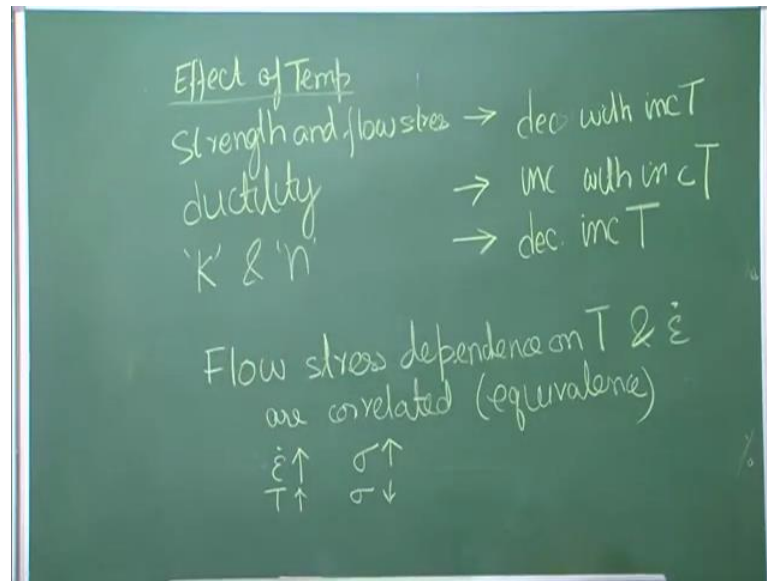 Effect of Temp
Strength and flow stres → dec with inc T
ductility → inc with inc T
'K' & 'n' → dec. inc T
Flow stress dependence on T & ε̇
are correlated (equivalence)
ε̇↑ σ↑
T↑ σ↓